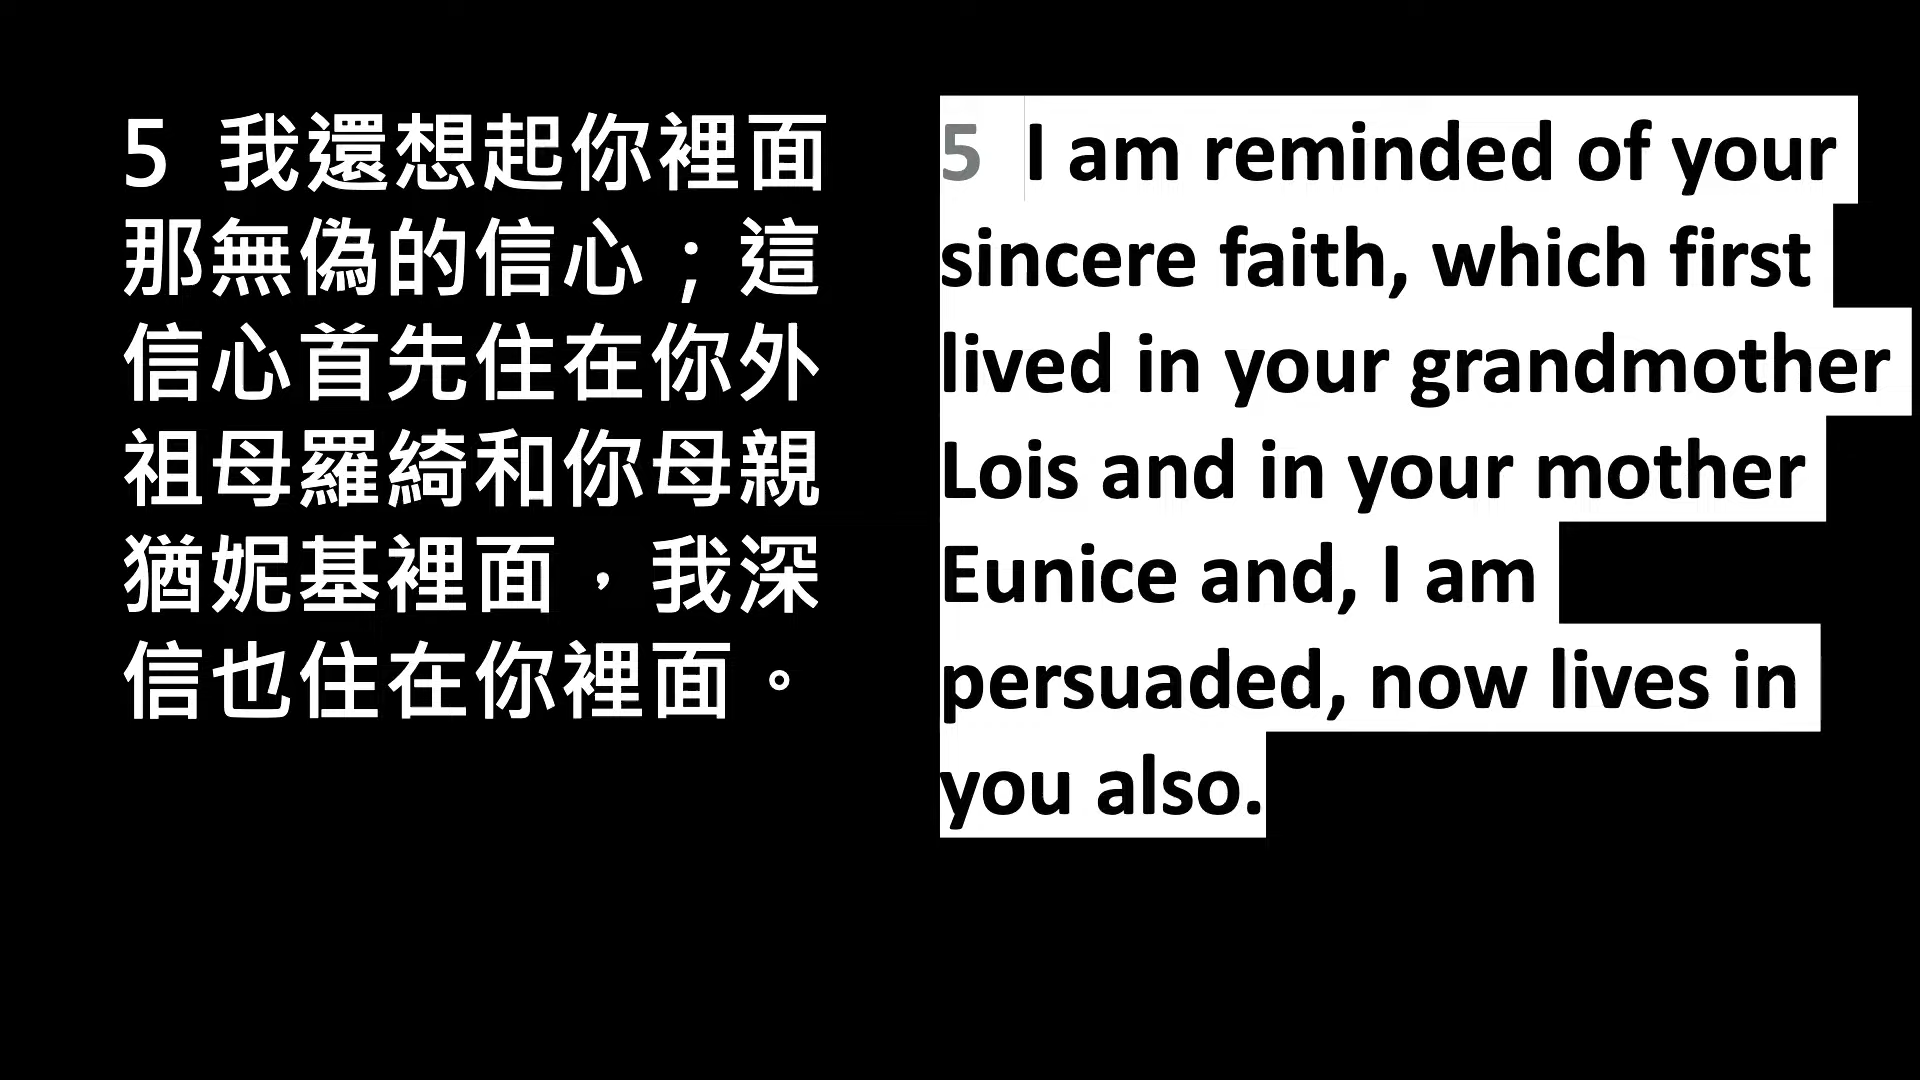 5 我還想起你裡面
那無偽的信心；這
信心首先住在你外
祖母羅綺和你母親
猶妮基裡面，我深
信也住在你裡面。
5 I am reminded of your
sincere faith, which first
lived in your grandmother
Lois and in your mother
Eunice and, I am
persuaded, now lives in
you also.